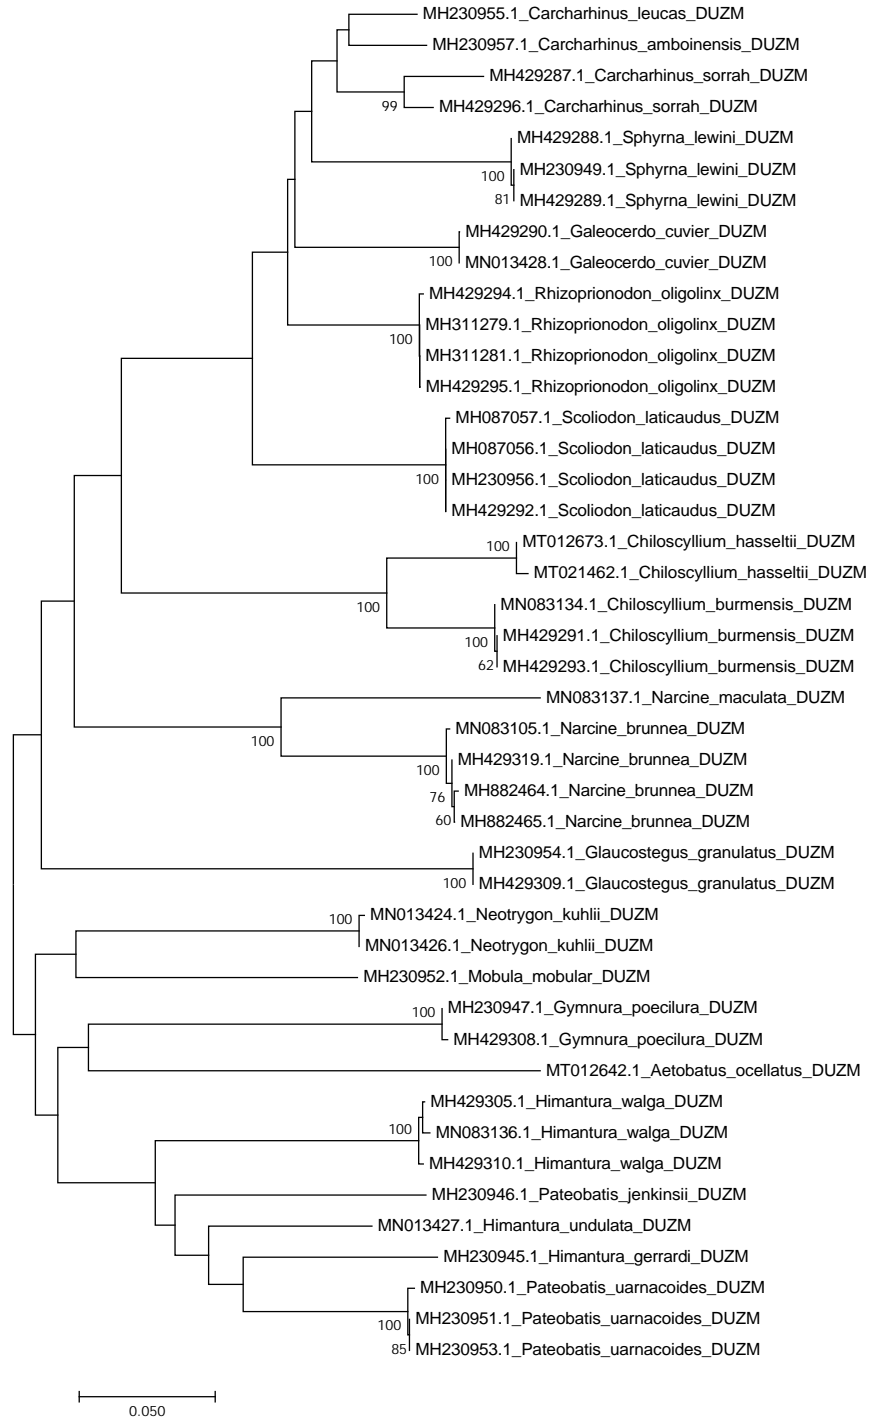 MH230955.1_Carcharhinus_leucas_DUZM
MH230957.1_Carcharhinus_amboinensis_DUZM
MH429287.1_Carcharhinus_sorrah_DUZM
99
MH429296.1_Carcharhinus_sorrah_DUZM
MH429288.1_Sphyrna_lewini_DUZM
100
MH230949.1_Sphyrna_lewini_DUZM
81
MH429289.1_Sphyrna_lewini_DUZM
MH429290.1_Galeocerdo_cuvier_DUZM
100
MN013428.1_Galeocerdo_cuvier_DUZM
MH429294.1_Rhizoprionodon_oligolinx_DUZM
MH311279.1_Rhizoprionodon_oligolinx_DUZM
100
MH311281.1_Rhizoprionodon_oligolinx_DUZM
MH429295.1_Rhizoprionodon_oligolinx_DUZM
MH087057.1_Scoliodon_laticaudus_DUZM
MH087056.1_Scoliodon_laticaudus_DUZM
100
MH230956.1_Scoliodon_laticaudus_DUZM
MH429292.1_Scoliodon_laticaudus_DUZM
100
MT012673.1_Chiloscyllium_hasseltii_DUZM
MT021462.1_Chiloscyllium_hasseltii_DUZM
100
MN083134.1_Chiloscyllium_burmensis_DUZM
100
MH429291.1_Chiloscyllium_burmensis_DUZM
62
MH429293.1_Chiloscyllium_burmensis_DUZM
MN083137.1_Narcine_maculata_DUZM
100
MN083105.1_Narcine_brunnea_DUZM
MH429319.1_Narcine_brunnea_DUZM
100
MH882464.1_Narcine_brunnea_DUZM
76
MH882465.1_Narcine_brunnea_DUZM
60
MH230954.1_Glaucostegus_granulatus_DUZM
100
MH429309.1_Glaucostegus_granulatus_DUZM
100
MN013424.1_Neotrygon_kuhlii_DUZM
MN013426.1_Neotrygon_kuhlii_DUZM
MH230952.1_Mobula_mobular_DUZM
100
MH230947.1_Gymnura_poecilura_DUZM
MH429308.1_Gymnura_poecilura_DUZM
MT012642.1_Aetobatus_ocellatus_DUZM
MH429305.1_Himantura_walga_DUZM
100
MN083136.1_Himantura_walga_DUZM
MH429310.1_Himantura_walga_DUZM
MH230946.1_Pateobatis_jenkinsii_DUZM
MN013427.1_Himantura_undulata_DUZM
MH230945.1_Himantura_gerrardi_DUZM
MH230950.1_Pateobatis_uarnacoides_DUZM
100
MH230951.1_Pateobatis_uarnacoides_DUZM
85
MH230953.1_Pateobatis_uarnacoides_DUZM
0.050